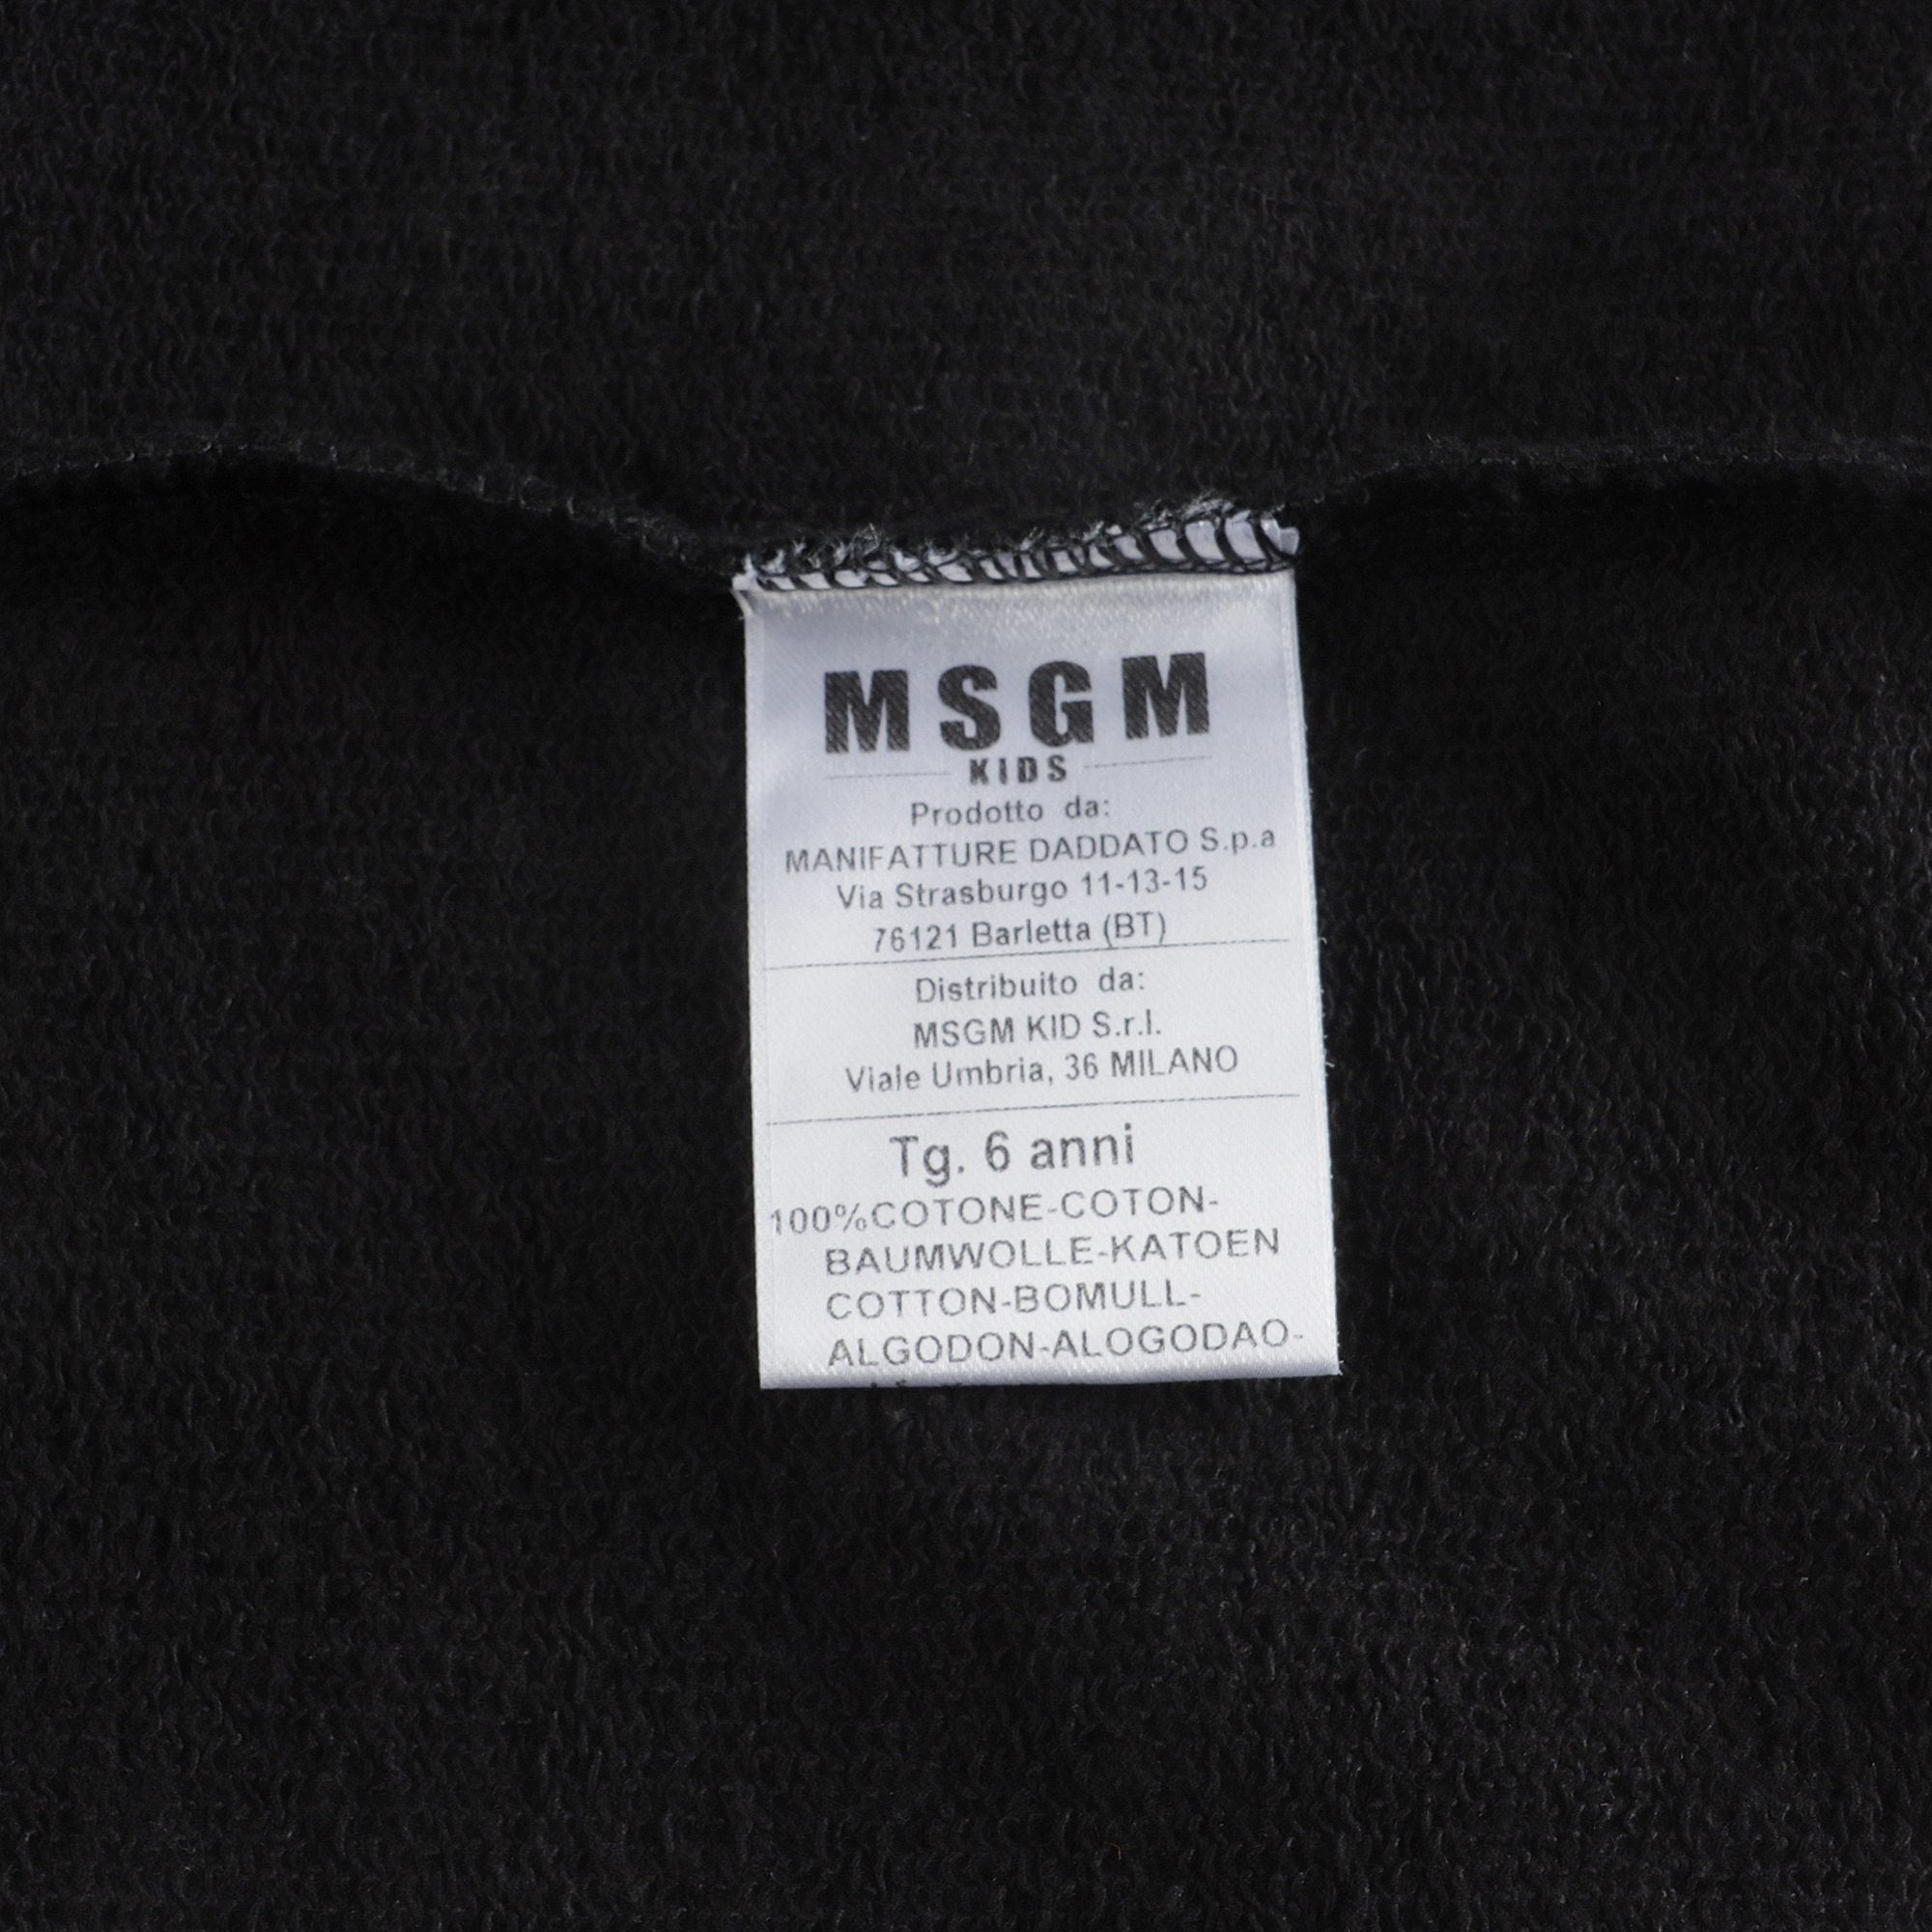 MSGM
KIDS
Prodotto da:
MANIFATTURE DADDATO S.p.a
Via Strasburgo 11-13-15
76121 Barletta (BT)
Distribuito da:
MSGM KID S.r.l.
Viale Umbria, 36 MILANO
Tg. 6 anni
100%COTONE-COTON-
BAUMWOLLE-KATOEN
COTTON-BOMULL-
ALGODON-ALOGODAO-